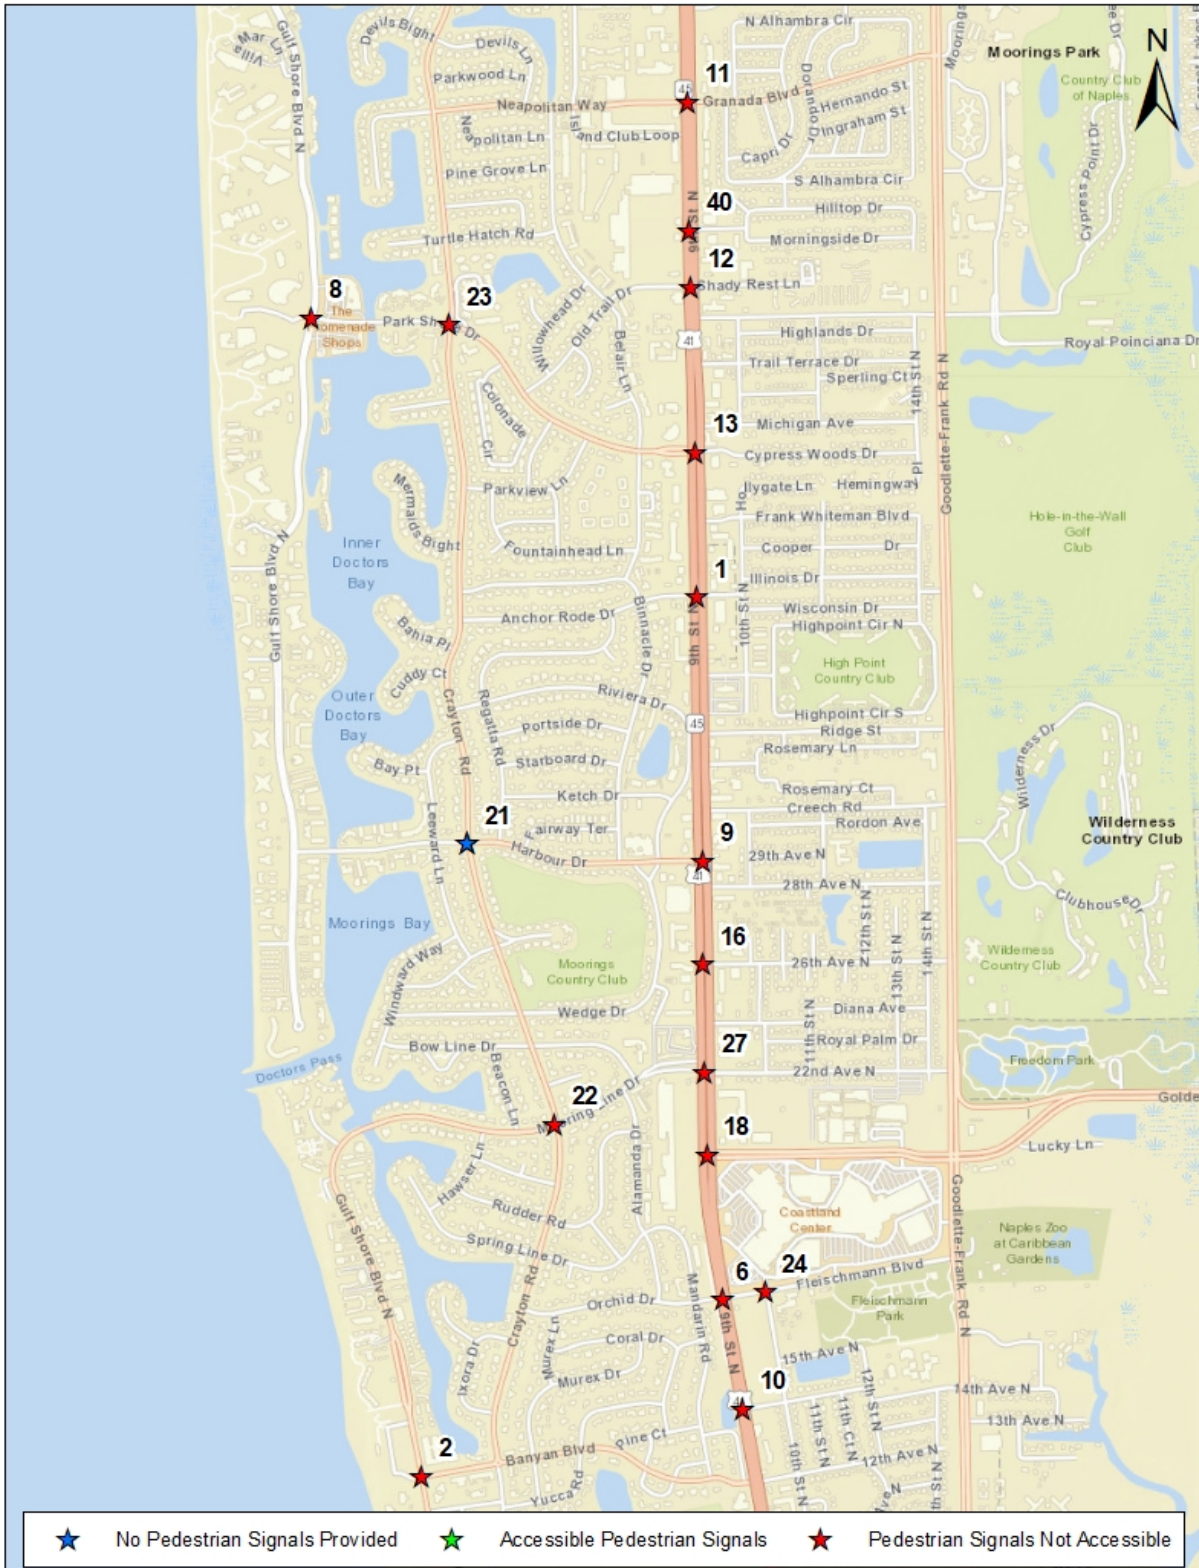 N Alhambra Cir
Devils Bight
Devils Ln
Villa Mar Ln
Gulf Shore Blvd N
Moorings Park
N
Parkwood Ln
11
45
Country Club
of Naples
Neapolitan Way
Granada Blvd
Dorando Dr
Hernando St
Ingraham St
Neapolitan Ln
Island Club Loop
Capri Dr
Cypress Point Dr
Pine Grove Ln
S Alhambra Cir
40
Hilltop Dr
Turtle Hatch Rd
Morningside Dr
12
Shady Rest Ln
8
The
Promenade
Shops
23
Park Shore Dr
Willowhead Dr
Old Trail Dr
Belair Ln
41
Highlands Dr
Royal Poinciana Dr
Trail Terrace Dr
Sperling Ct
14th St N
Goodlette-Frank Rd N
Colonade
Cir
13
Michigan Ave
Cypress Woods Dr
Parkview Ln
Hemingway Pl
Mermaids Bight
Frank Whiteman Blvd
Hole-in-the-Wall
Golf
Club
Inner
Doctors
Bay
Fountainhead Ln
Cooper Dr
Gulf Shore Blvd N
1
Illinois Dr
Anchor Rode Dr
Binnacle Dr
9th St N
10th St N
Wisconsin Dr
Highpoint Cir N
Bahia Pl
High Point
Country Club
Cuddy Ct
Crayton Rd
Regatta Rd
Riviera Dr
Outer
Doctors
Bay
Portside Dr
45
Highpoint Cir S
Ridge St
Rosemary Ln
Bay Pt
Starboard Dr
Wilderness Dr
Ketch Dr
Rosemary Ct
Creech Rd
Leeward Ln
21
Fairway Ter
Rordon Ave
Wilderness
Country Club
Harbour Dr
9
41
29th Ave N
28th Ave N
12th St N
Clubhouse Dr
Moorings Bay
16
13th St N
14th St N
Windward Way
Moorings
Country Club
26th Ave N
Wilderness
Country Club
Wedge Dr
11th St N
Diana Ave
Bow Line Dr
27
Royal Palm Dr
Freedom Park
Doctors Pass
Beacon Ln
22nd Ave N
22
Mooring Line Dr
Golde
18
Lucky Ln
Hawser Ln
Alamanda Dr
Gulf Shore Blvd N
Rudder Rd
Coastland
Center
Goodlette-Frank Rd N
Naples Zoo
at Caribbean
Gardens
Spring Line Dr
Crayton Rd
6
24
Fleischmann Blvd
Orchid Dr
Mandarin Rd
9th St N
Fleischmann
Park
Coral Dr
Ixora Dr
Murex Ln
15th Ave N
Murex Dr
10
14th Ave N
12th St N
11th St N
11th Ct N
13th Ave N
10th St N
2
Banyan Blvd
Pine Ct
12th Ave N
Yucca Rd
No Pedestrian Signals Provided
Accessible Pedestrian Signals
Pedestrian Signals Not Accessible